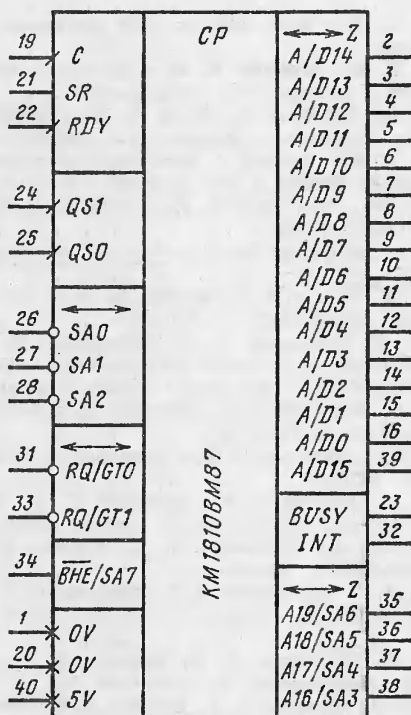 CP
19 C
21 SR
22 RDY
24 QS1
25 QS0
26 SA0
27 SA1
28 SA2
31 RQ/GT0
33 RQ/GT1
34 BHE/SA7
1 0V
20 0V
40 5V
КМ1810ВМ87
Z
A/D14 2
A/D13 3
A/D12 4
A/D11 5
A/D10 6
A/D9 7
A/D8 8
A/D7 9
A/D6 10
A/D5 11
A/D4 12
A/D3 13
A/D2 14
A/D1 15
A/D0 16
A/D15 39
BUSY 23
INT 32
Z
A19/SA6 35
A18/SA5 36
A17/SA4 37
A16/SA3 38